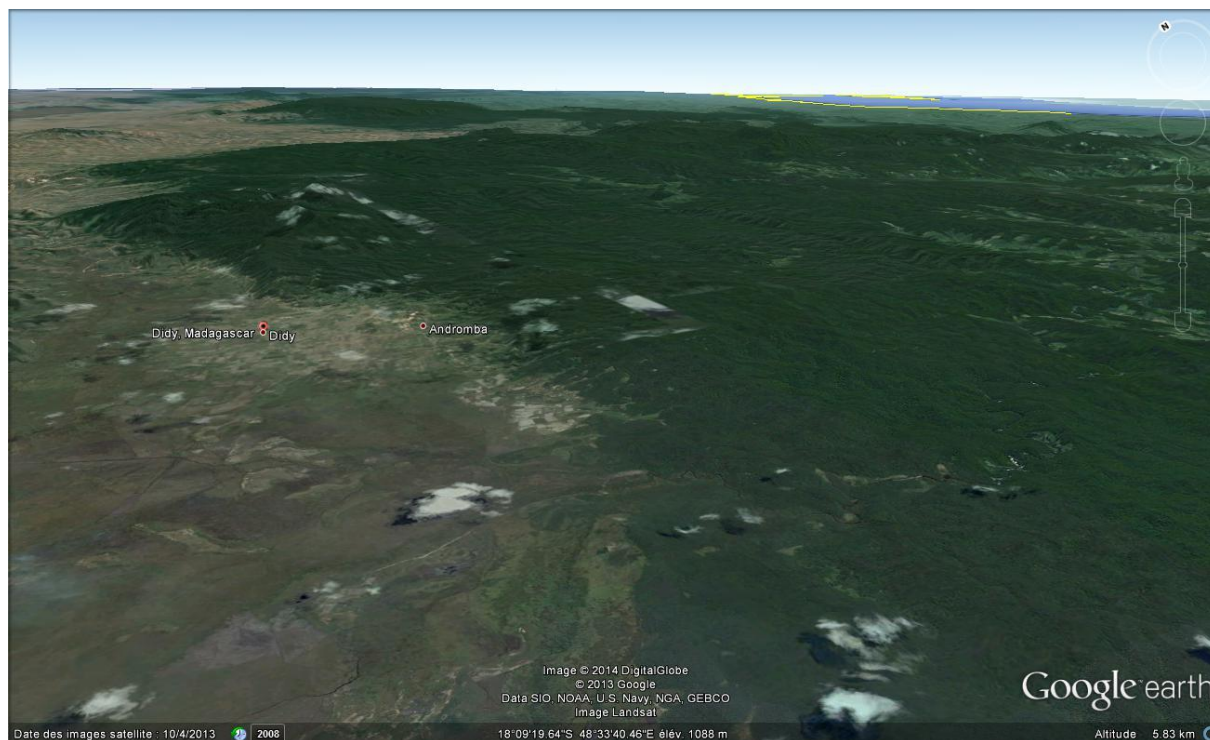 N
Didy, Madagascar
Didy
Andromba
Image © 2014 DigitalGlobe
© 2013 Google
Data SIO, NOAA, U.S. Navy, NGA, GEBCO
Image Landsat
Google earth
Date des images satellite : 10/4/2013 2008 18°09'19.64"S 48°33'40.46"E élév. 1088 m Altitude 5.83 km